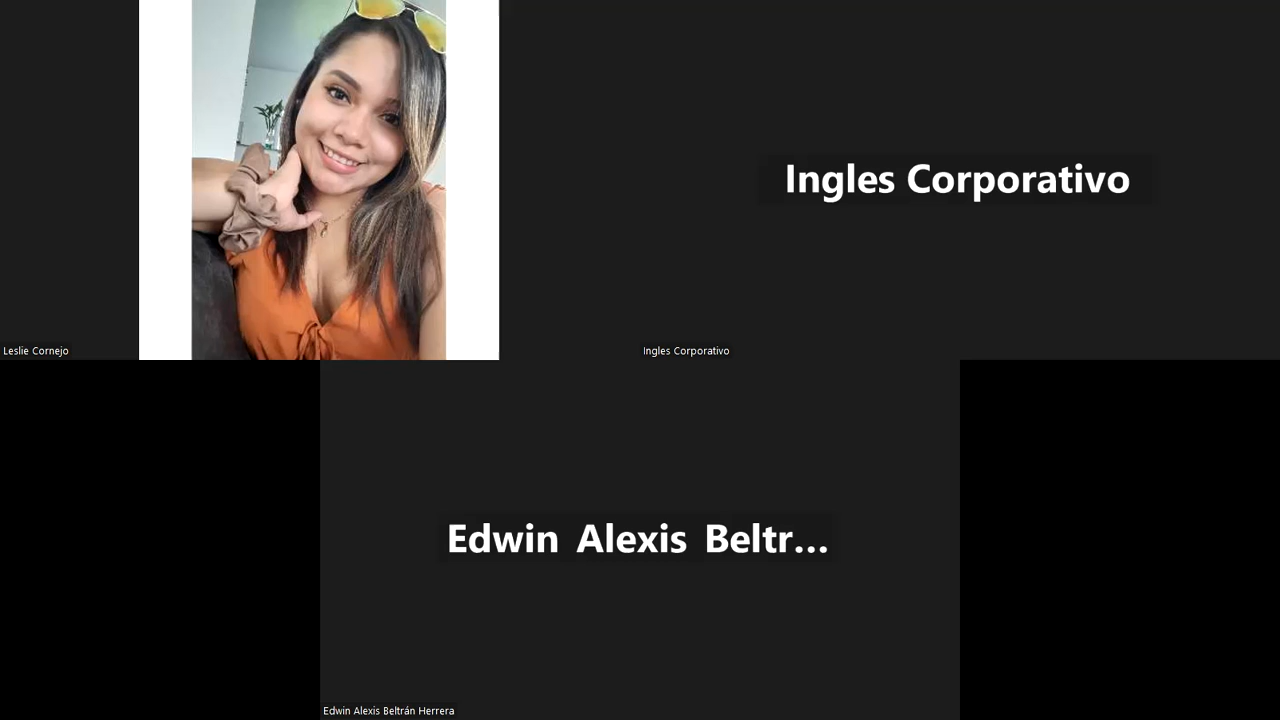 Ingles Corporativo
Leslie Cornejo
Ingles Corporativo
Edwin Alexis Beltr...
Edwin Alexis Beltrán Herrera